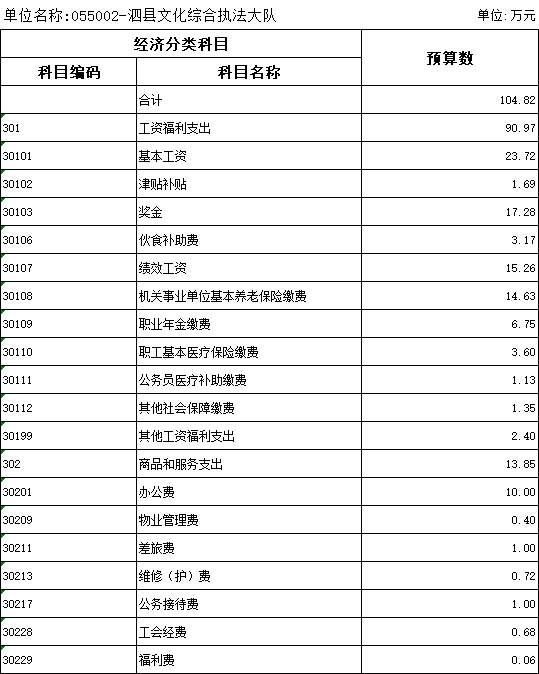 单位名称:055002-泗县文化综合执法大队 单位:万元
经济分类科目 预算数
科目编码 科目名称
合计 104.82
301 工资福利支出 90.97
30101 基本工资 23.72
30102 津贴补贴 1.69
30103 奖金 17.28
30106 伙食补助费 3.17
30107 绩效工资 15.26
30108 机关事业单位基本养老保险缴费 14.63
30109 职业年金缴费 6.75
30110 职工基本医疗保险缴费 3.60
30111 公务员医疗补助缴费 1.13
30112 其他社会保障缴费 1.35
30199 其他工资福利支出 2.40
302 商品和服务支出 13.85
30201 办公费 10.00
30209 物业管理费 0.40
30211 差旅费 1.00
30213 维修（护）费 0.72
30217 公务接待费 1.00
30228 工会经费 0.68
30229 福利费 0.06